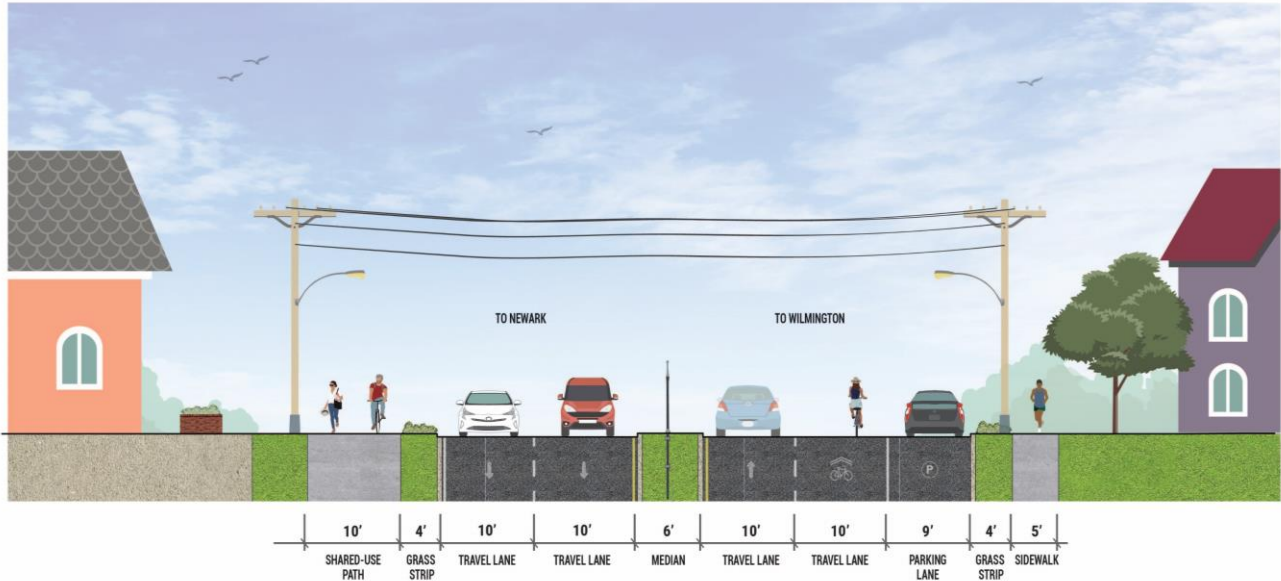 TO NEWARK
TO WILMINGTON
P
10’ 4’ 10’ 10’ 6’ 10’ 10’ 9’ 4’ 5’
SHARED-USE PATH
GRASS STRIP
TRAVEL LANE
TRAVEL LANE
MEDIAN
TRAVEL LANE
TRAVEL LANE
PARKING LANE
GRASS STRIP
SIDEWALK